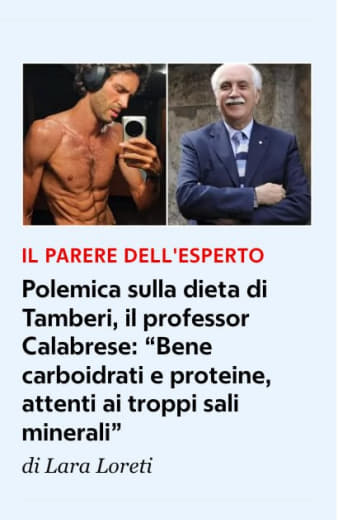 IL PARERE DELL'ESPERTO
Polemica sulla dieta di
Tamberi, il professor
Calabrese: “Bene
carboidrati e proteine,
attenti ai troppi sali
minerali”
di Lara Loreti